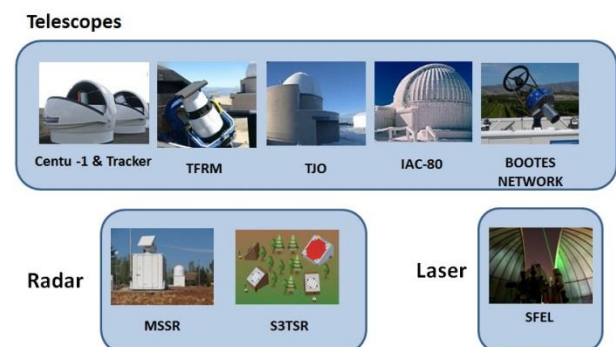 Telescopes
Centu -1 & Tracker
TFRM
TJO
IAC-80
BOOTES
NETWORK
Radar
MSSR
S3TSR
Laser
SFEL